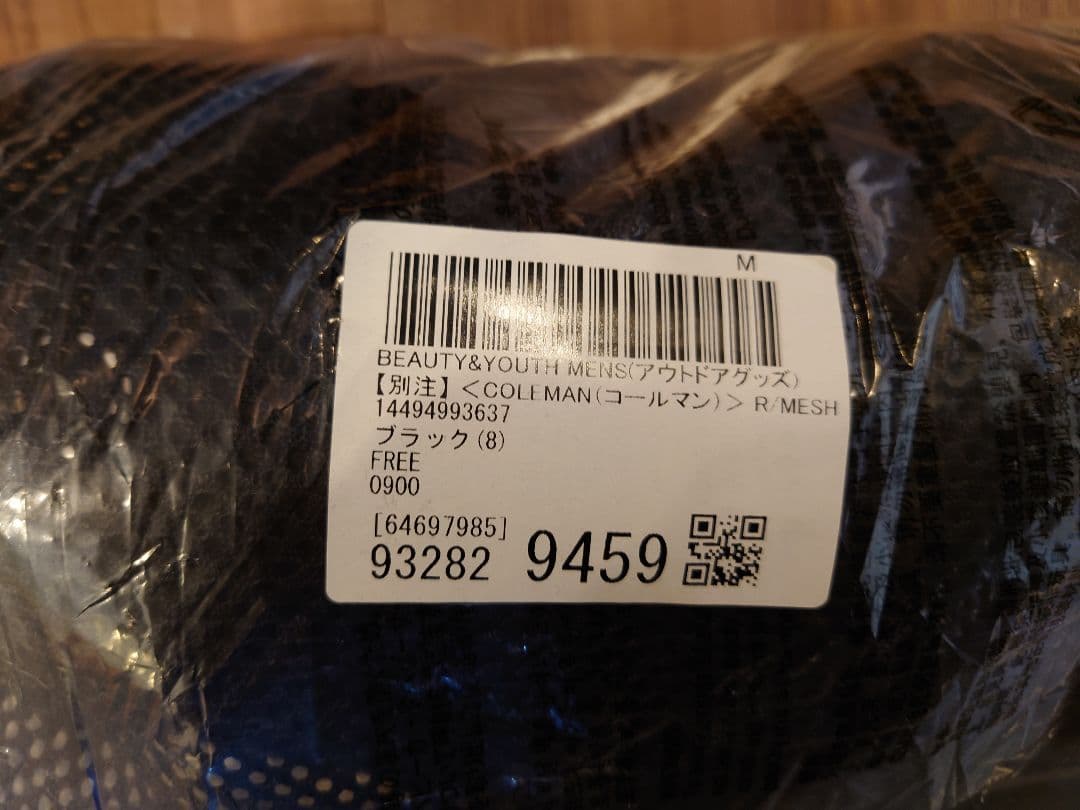 M
BEAUTY&YOUTH MENS(アウトドアグッズ)
【別注】<COLEMAN(コールマン)> R/MESH
14494993637
ブラック(8)
FREE
0900
[64697985]
93282 9459